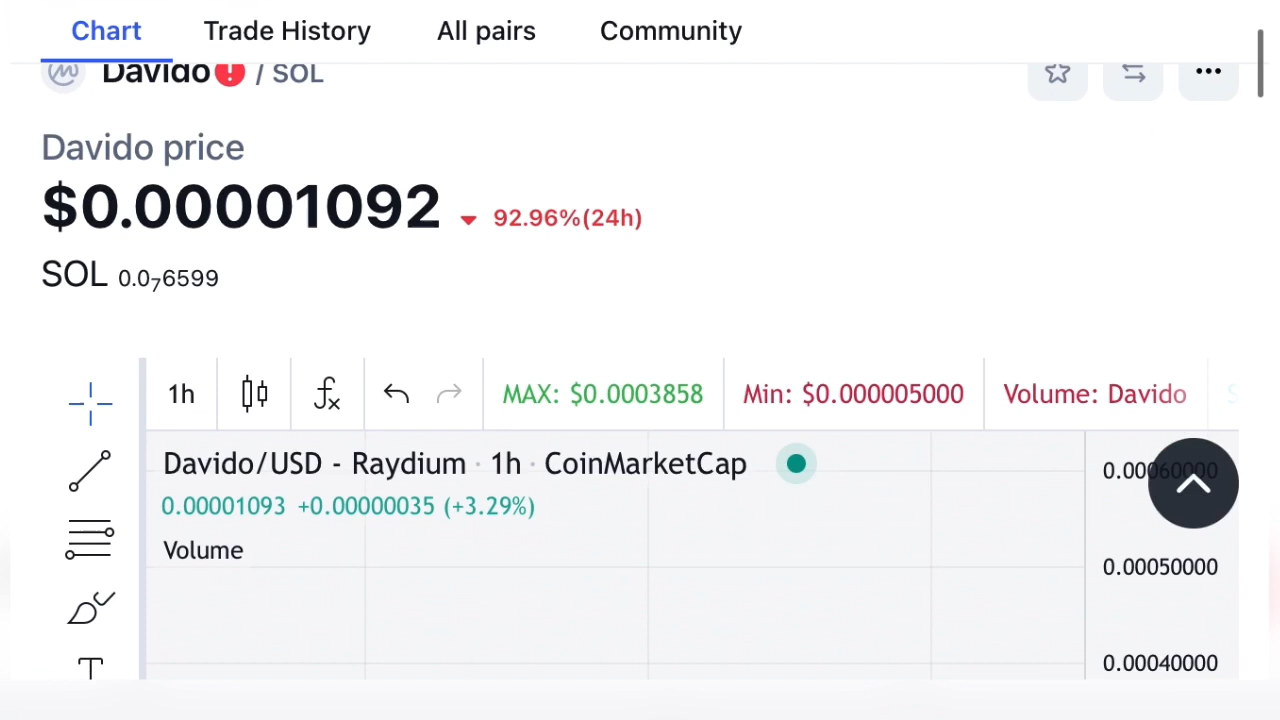 Chart Trade History All pairs Community
Davido ! / SOL
Davido price
$0.00001092 92.96%(24h)
SOL 0.0₇6599
1h MAX: $0.0003858 Min: $0.000005000 Volume: Davido
Davido/USD - Raydium · 1h · CoinMarketCap
0.00060000
0.00001093 +0.00000035 (+3.29%)
Volume
0.00050000
0.00040000